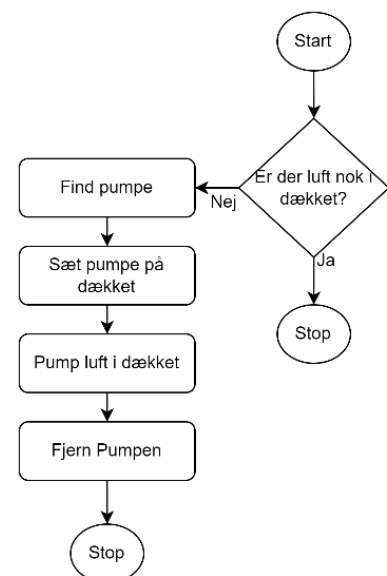 Start
Er der luft nok i
dækket?
Nej
Ja
Stop
Find pumpe
Sæt pumpe på
dækket
Pump luft i dækket
Fjern Pumpen
Stop